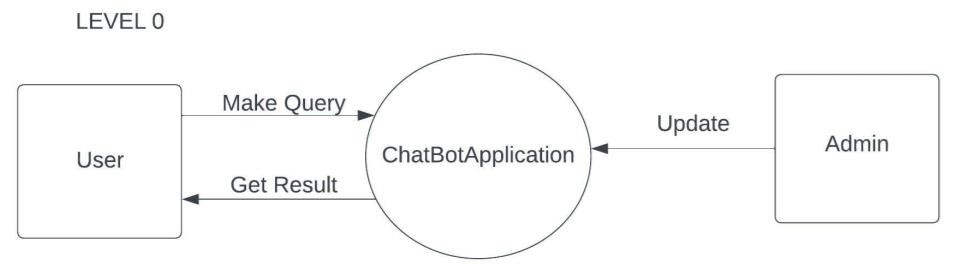 LEVEL 0
Make Query
User
Get Result
ChatBotApplication
Update
Admin